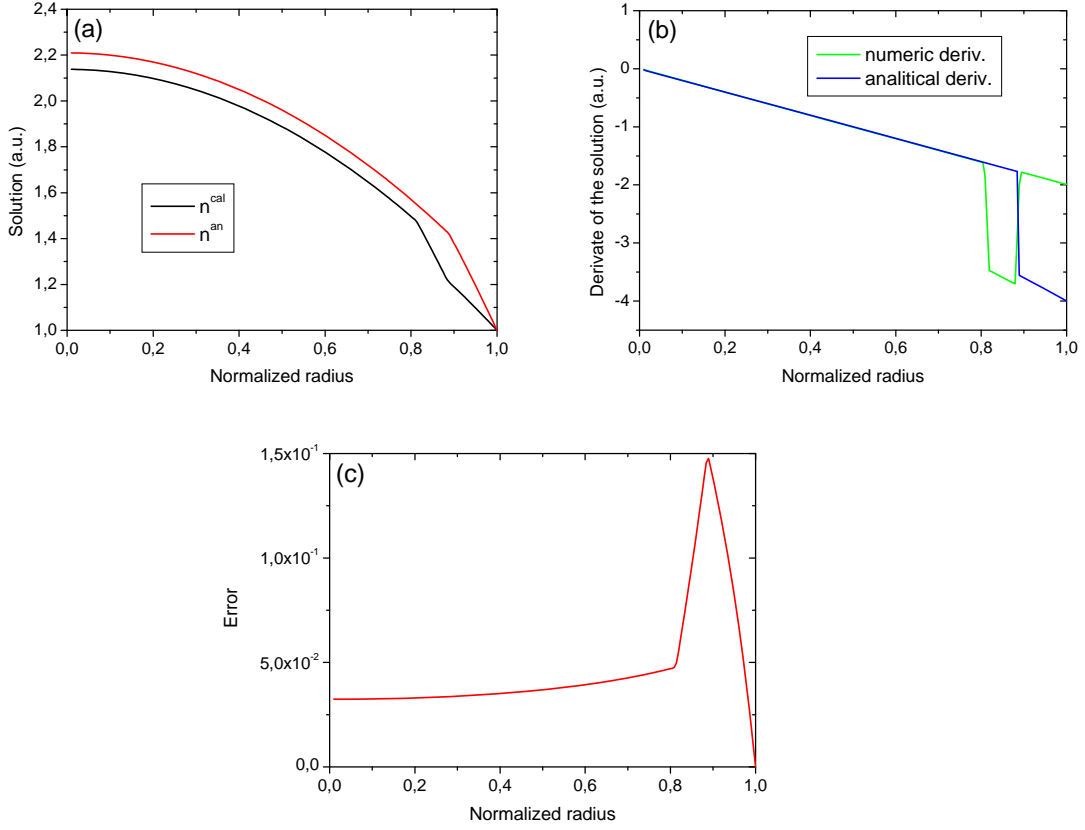 (a)
Solution (a.u.)
2,4
2,2
2,0
1,8
1,6
1,4
1,2
1,0
n^cal
n^an
0,0 0,2 0,4 0,6 0,8 1,0
Normalized radius
(b)
Derivate of the solution (a.u.)
1
0
-1
-2
-3
-4
numeric deriv.
analitical deriv.
0,0 0,2 0,4 0,6 0,8 1,0
Normalized radius
(c)
Error
1,5x10^-1
1,0x10^-1
5,0x10^-2
0,0
0,0 0,2 0,4 0,6 0,8 1,0
Normalized radius